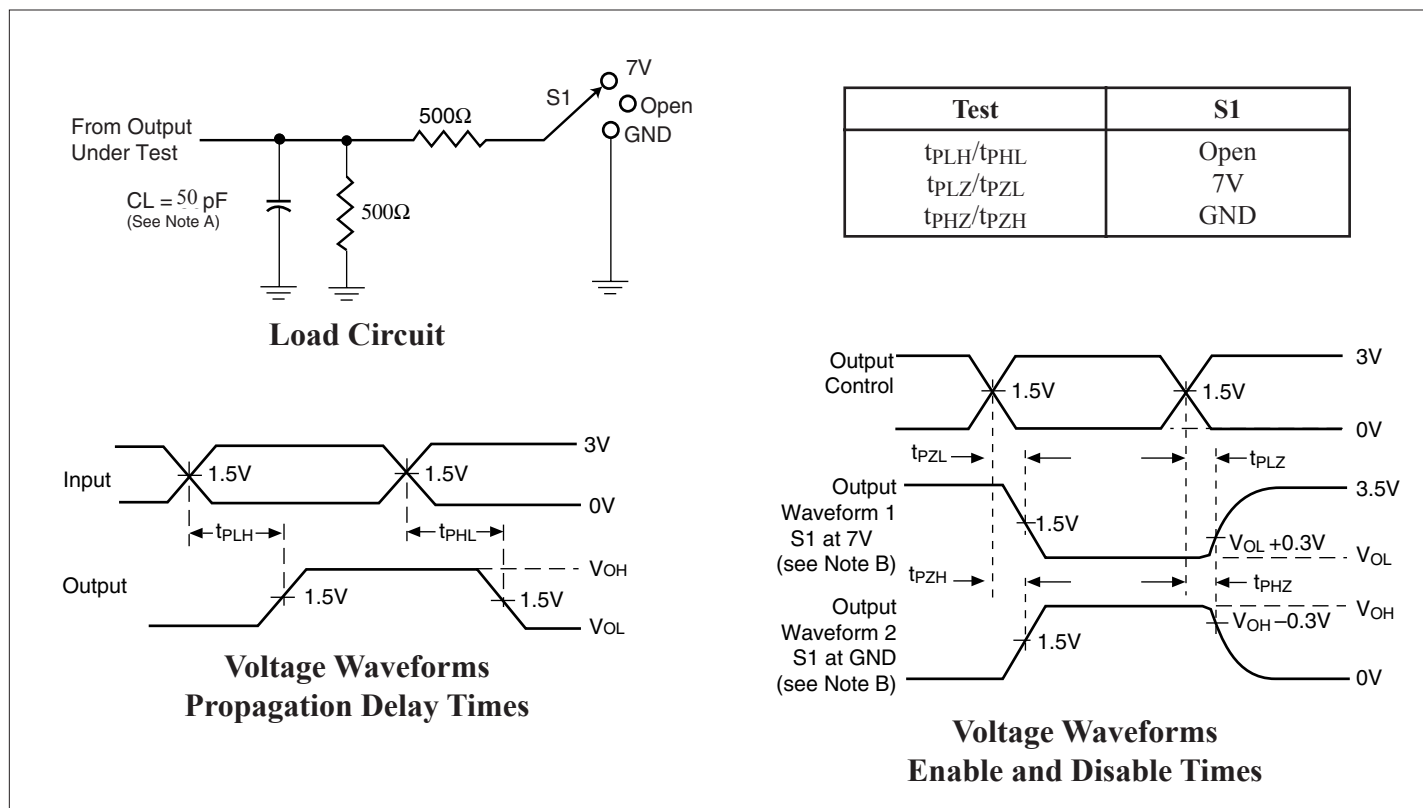 7V
S1
Open
500Ω
GND
From Output
Under Test
CL = 50 pF
(See Note A)
500Ω
Load Circuit
Test S1
tPLH/tPHL Open
tPLZ/tPZL 7V
tPHZ/tPZH GND
Input
1.5V
1.5V
3V
0V
tPLH
tPHL
Output
1.5V
1.5V
VOH
VOL
Voltage Waveforms
Propagation Delay Times
Output
Control
1.5V
1.5V
3V
0V
tPZL
tPLZ
Output
Waveform 1
S1 at 7V
(see Note B)
1.5V
3.5V
VOL +0.3V
VOL
tPZH
tPHZ
Output
Waveform 2
S1 at GND
(see Note B)
1.5V
VOH
VOH –0.3V
0V
Voltage Waveforms
Enable and Disable Times